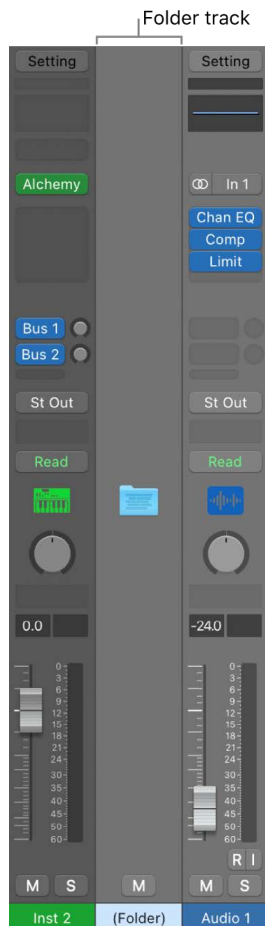 Folder track
Setting
Setting
Alchemy
In 1
Chan EQ
Comp
Limit
Bus 1
Bus 2
St Out
St Out
Read
Read
0.0
-24.0
0
3
6
9
12
15
18
21
24
30
35
40
45
50
60
0
3
6
9
12
15
18
21
24
30
35
40
45
50
60
R I
M S
M
M S
Inst 2
(Folder)
Audio 1